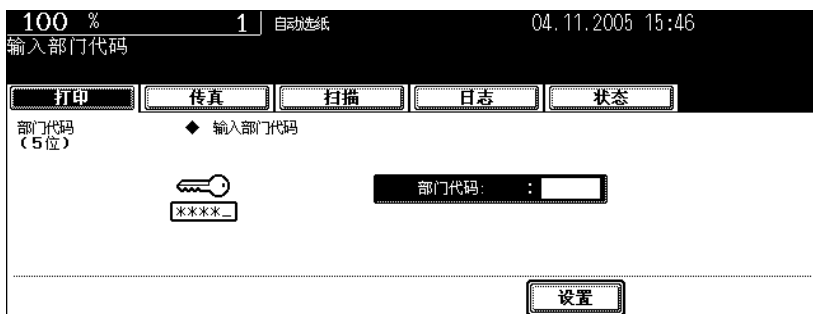 100 % 1 自动选纸 04.11.2005 15:46
输入部门代码
打印 传真 扫描 日志 状态
部门代码 ◆ 输入部门代码
(5位)
部门代码: :
****_
设置